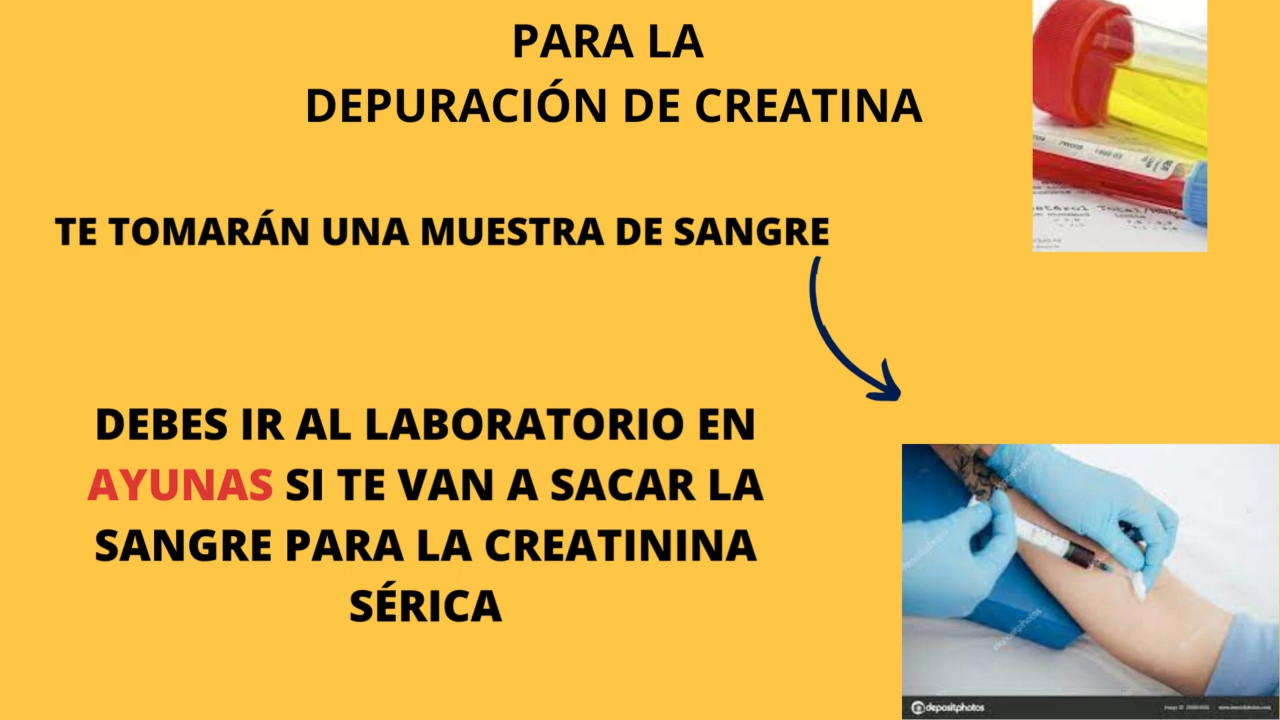 PARA LA
DEPURACIÓN DE CREATINA
TE TOMARÁN UNA MUESTRA DE SANGRE
DEBES IR AL LABORATORIO EN
AYUNAS SI TE VAN A SACAR LA
SANGRE PARA LA CREATININA
SÉRICA
depositphotos